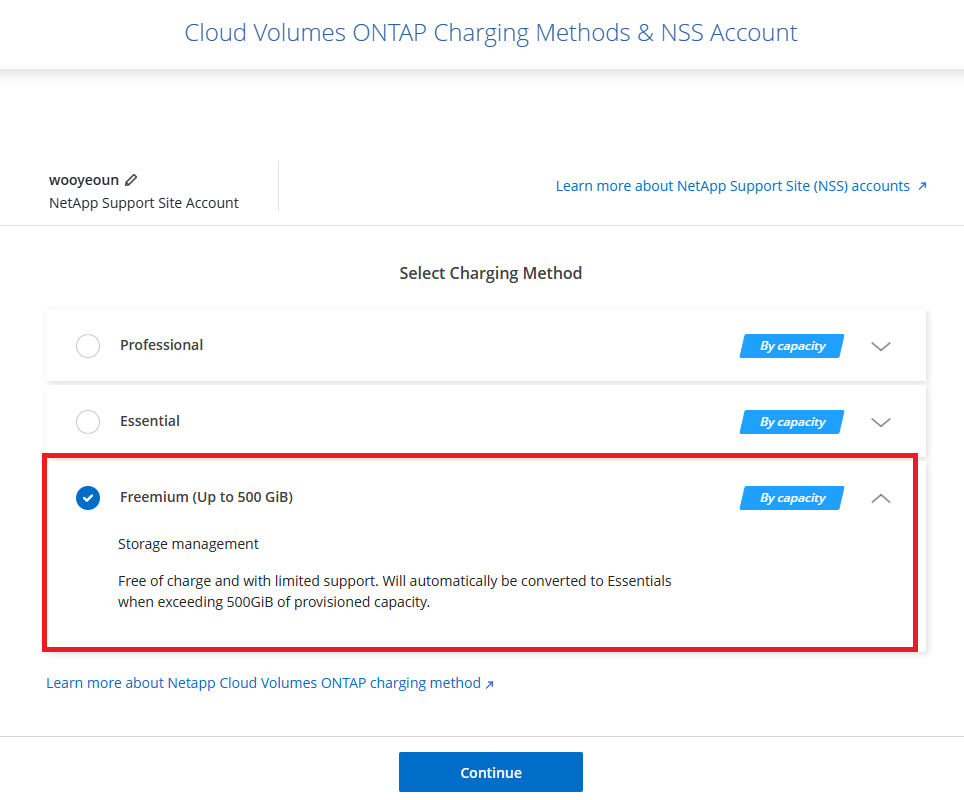 Cloud Volumes ONTAP Charging Methods & NSS Account
wooyeoun
NetApp Support Site Account
Learn more about NetApp Support Site (NSS) accounts
Select Charging Method
Professional
By capacity
Essential
By capacity
Freemium (Up to 500 GiB)
By capacity
Storage management
Free of charge and with limited support. Will automatically be converted to Essentials
when exceeding 500GiB of provisioned capacity.
Learn more about Netapp Cloud Volumes ONTAP charging method
Continue